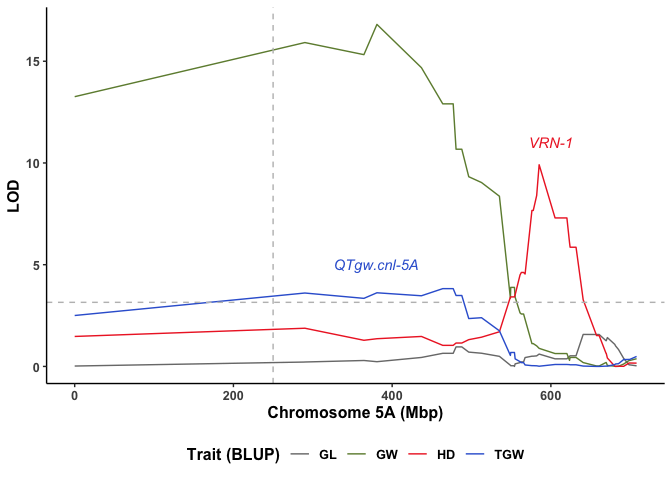 LOD
15
10
5
0
VRN-1
QTgw.cnl-5A
0 200 400 600
Chromosome 5A (Mbp)
Trait (BLUP) GL GW HD TGW